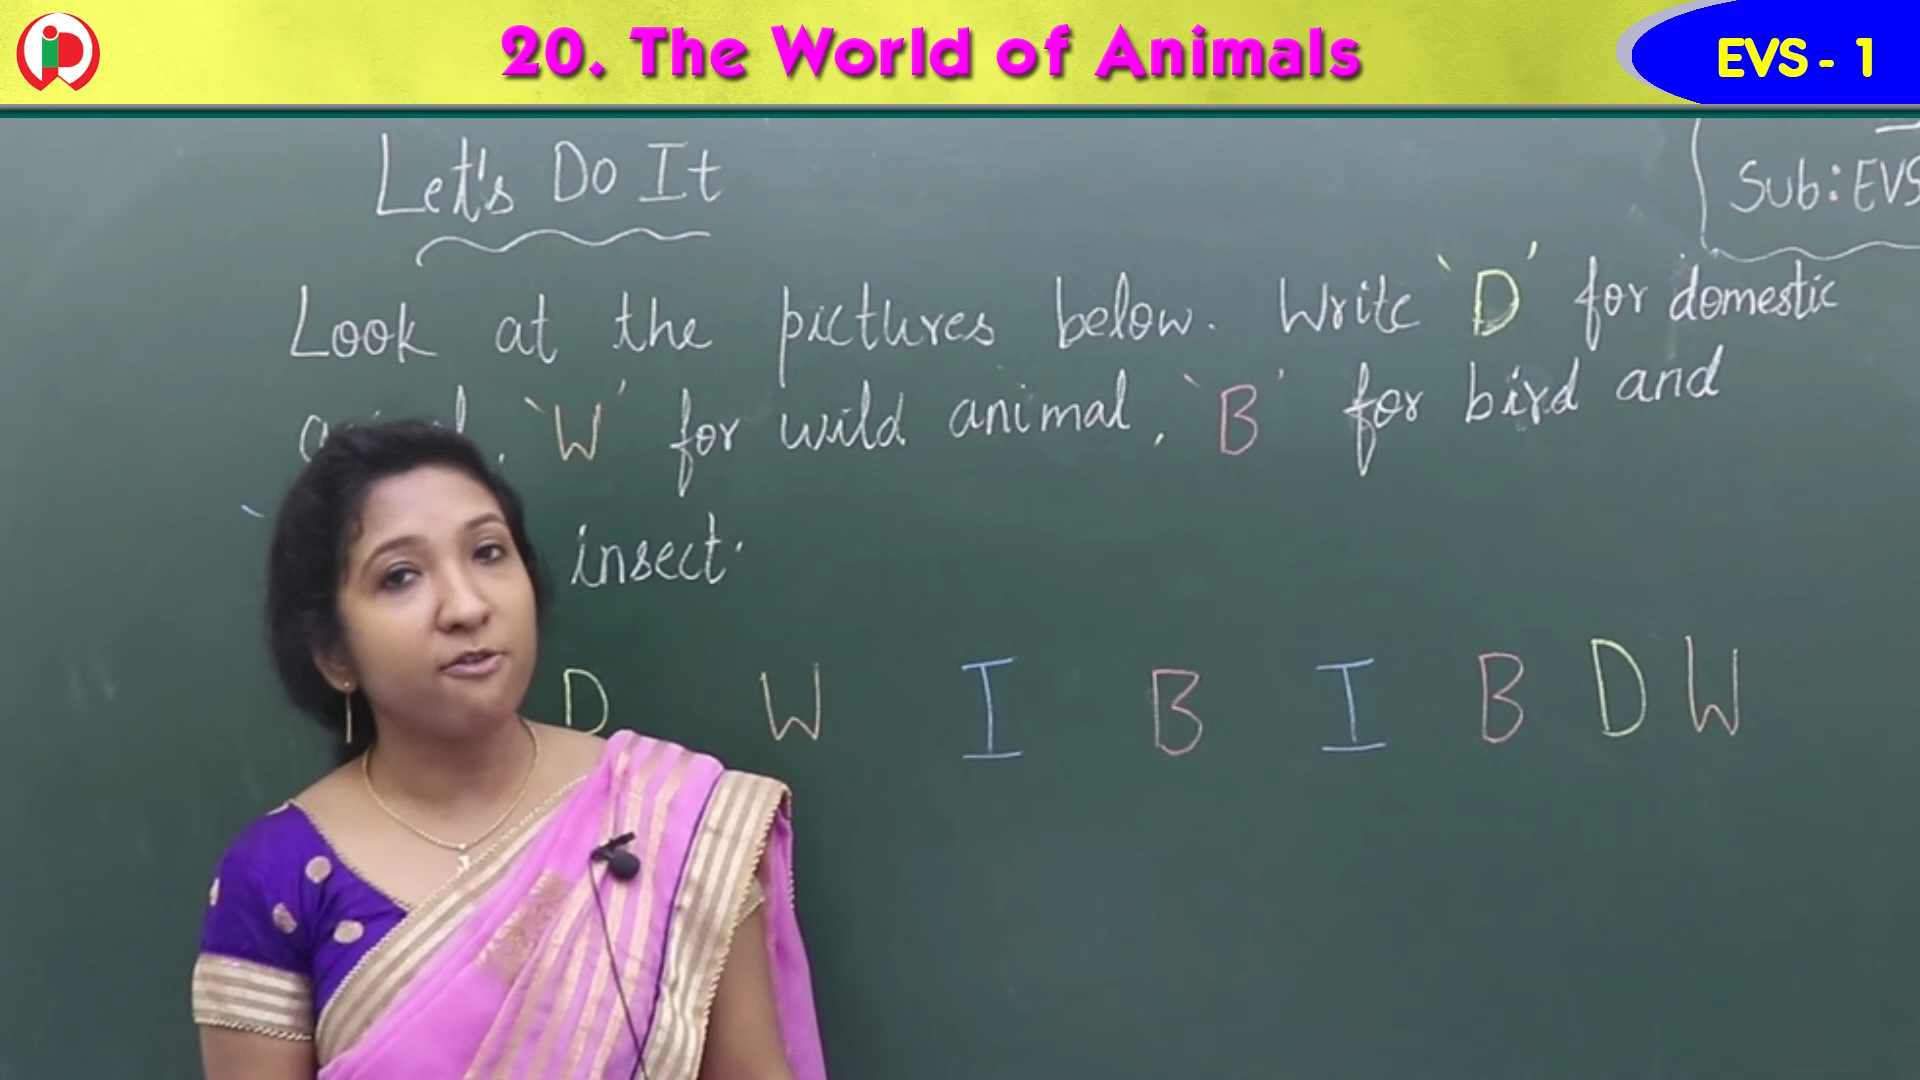 20. The World of Animals
EVS - 1
Let's Do It
Sub: EVS
Look at the pictures below. Write 'D' for domestic
'W' for wild animal, 'B' for bird and
insect.
D W I B I B D W